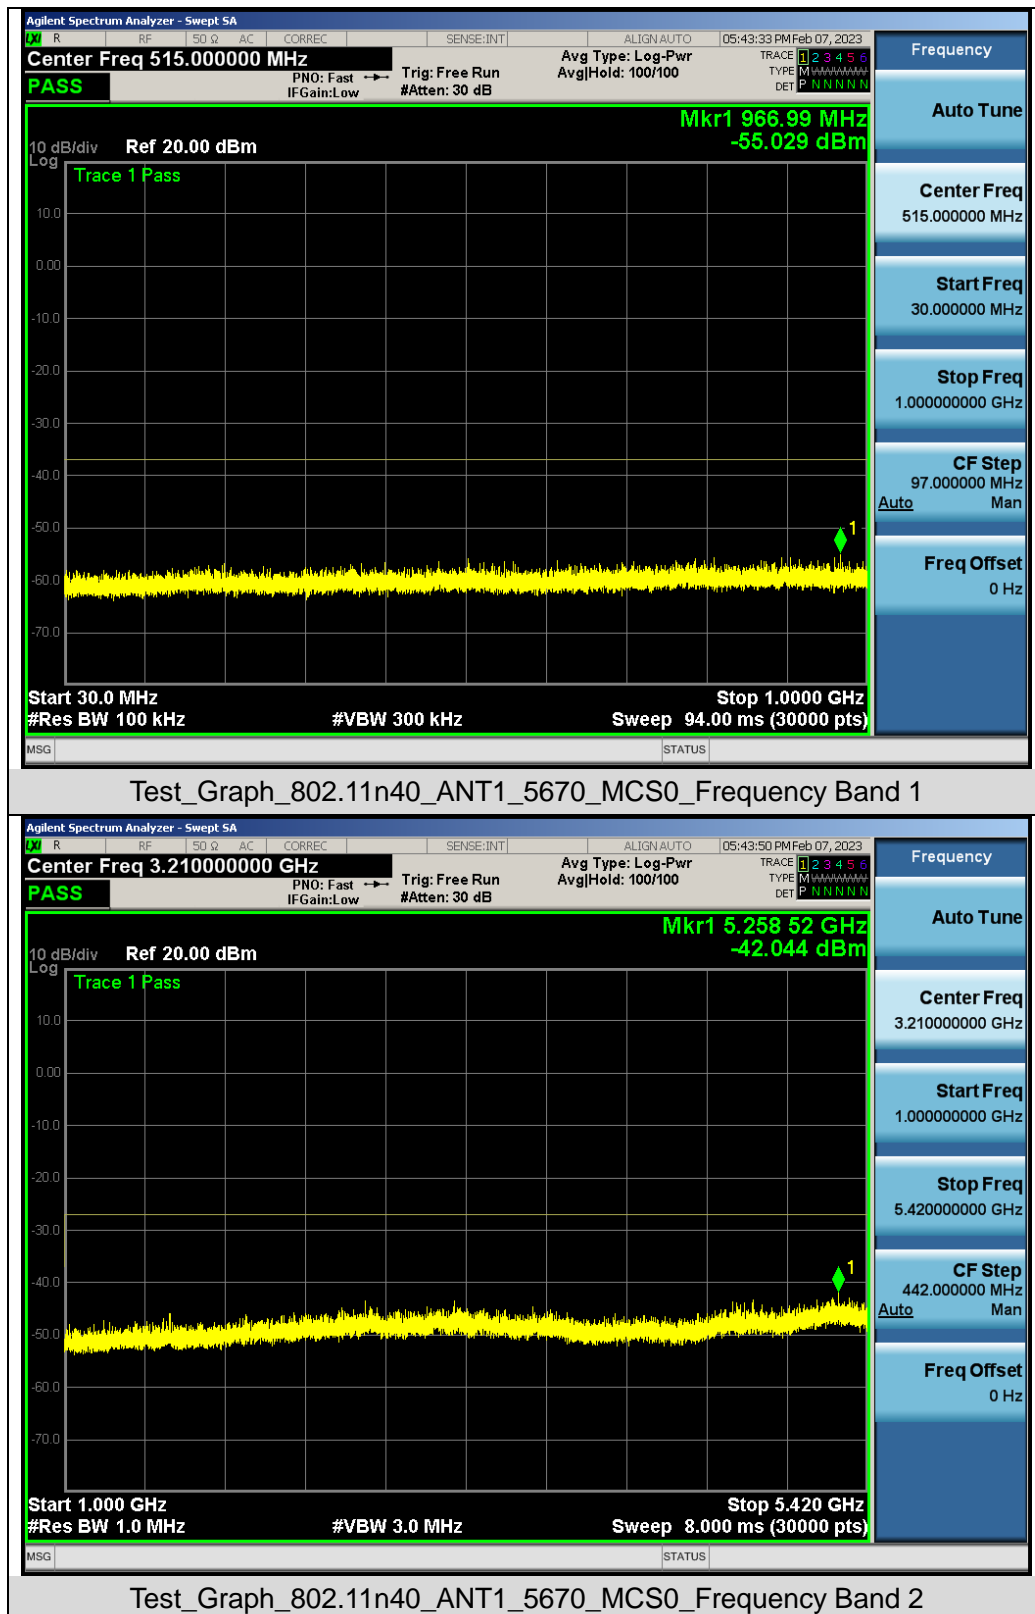 Agilent Spectrum Analyzer - Swept SA
LXI R RF 50 Ω AC CORREC SENSE:INT ALIGN AUTO 05:43:33 PM Feb 07, 2023
Center Freq 515.000000 MHz
PASS
PNO: Fast
IFGain:Low
Trig: Free Run
#Atten: 30 dB
Avg Type: Log-Pwr
Avg|Hold: 100/100
TRACE 1 2 3 4 5 6
TYPE M
DET P N N N N N
Mkr1 966.99 MHz
-55.029 dBm
10 dB/div Ref 20.00 dBm
Log
Trace 1 Pass
10.0
0.00
-10.0
-20.0
-30.0
-40.0
-50.0
-60.0
-70.0
1
Start 30.0 MHz Stop 1.0000 GHz
#Res BW 100 kHz #VBW 300 kHz Sweep 94.00 ms (30000 pts)
MSG STATUS
Frequency
Auto Tune
Center Freq
515.000000 MHz
Start Freq
30.000000 MHz
Stop Freq
1.000000000 GHz
CF Step
97.000000 MHz
Auto Man
Freq Offset
0 Hz
Test_Graph_802.11n40_ANT1_5670_MCS0_Frequency Band 1
Agilent Spectrum Analyzer - Swept SA
LXI R RF 50 Ω AC CORREC SENSE:INT ALIGN AUTO 05:43:50 PM Feb 07, 2023
Center Freq 3.210000000 GHz
PASS
PNO: Fast
IFGain:Low
Trig: Free Run
#Atten: 30 dB
Avg Type: Log-Pwr
Avg|Hold: 100/100
TRACE 1 2 3 4 5 6
TYPE M
DET P N N N N N
Mkr1 5.258 52 GHz
-42.044 dBm
10 dB/div Ref 20.00 dBm
Log
Trace 1 Pass
10.0
0.00
-10.0
-20.0
-30.0
-40.0
-50.0
-60.0
-70.0
1
Start 1.000 GHz Stop 5.420 GHz
#Res BW 1.0 MHz #VBW 3.0 MHz Sweep 8.000 ms (30000 pts)
MSG STATUS
Frequency
Auto Tune
Center Freq
3.210000000 GHz
Start Freq
1.000000000 GHz
Stop Freq
5.420000000 GHz
CF Step
442.000000 MHz
Auto Man
Freq Offset
0 Hz
Test_Graph_802.11n40_ANT1_5670_MCS0_Frequency Band 2